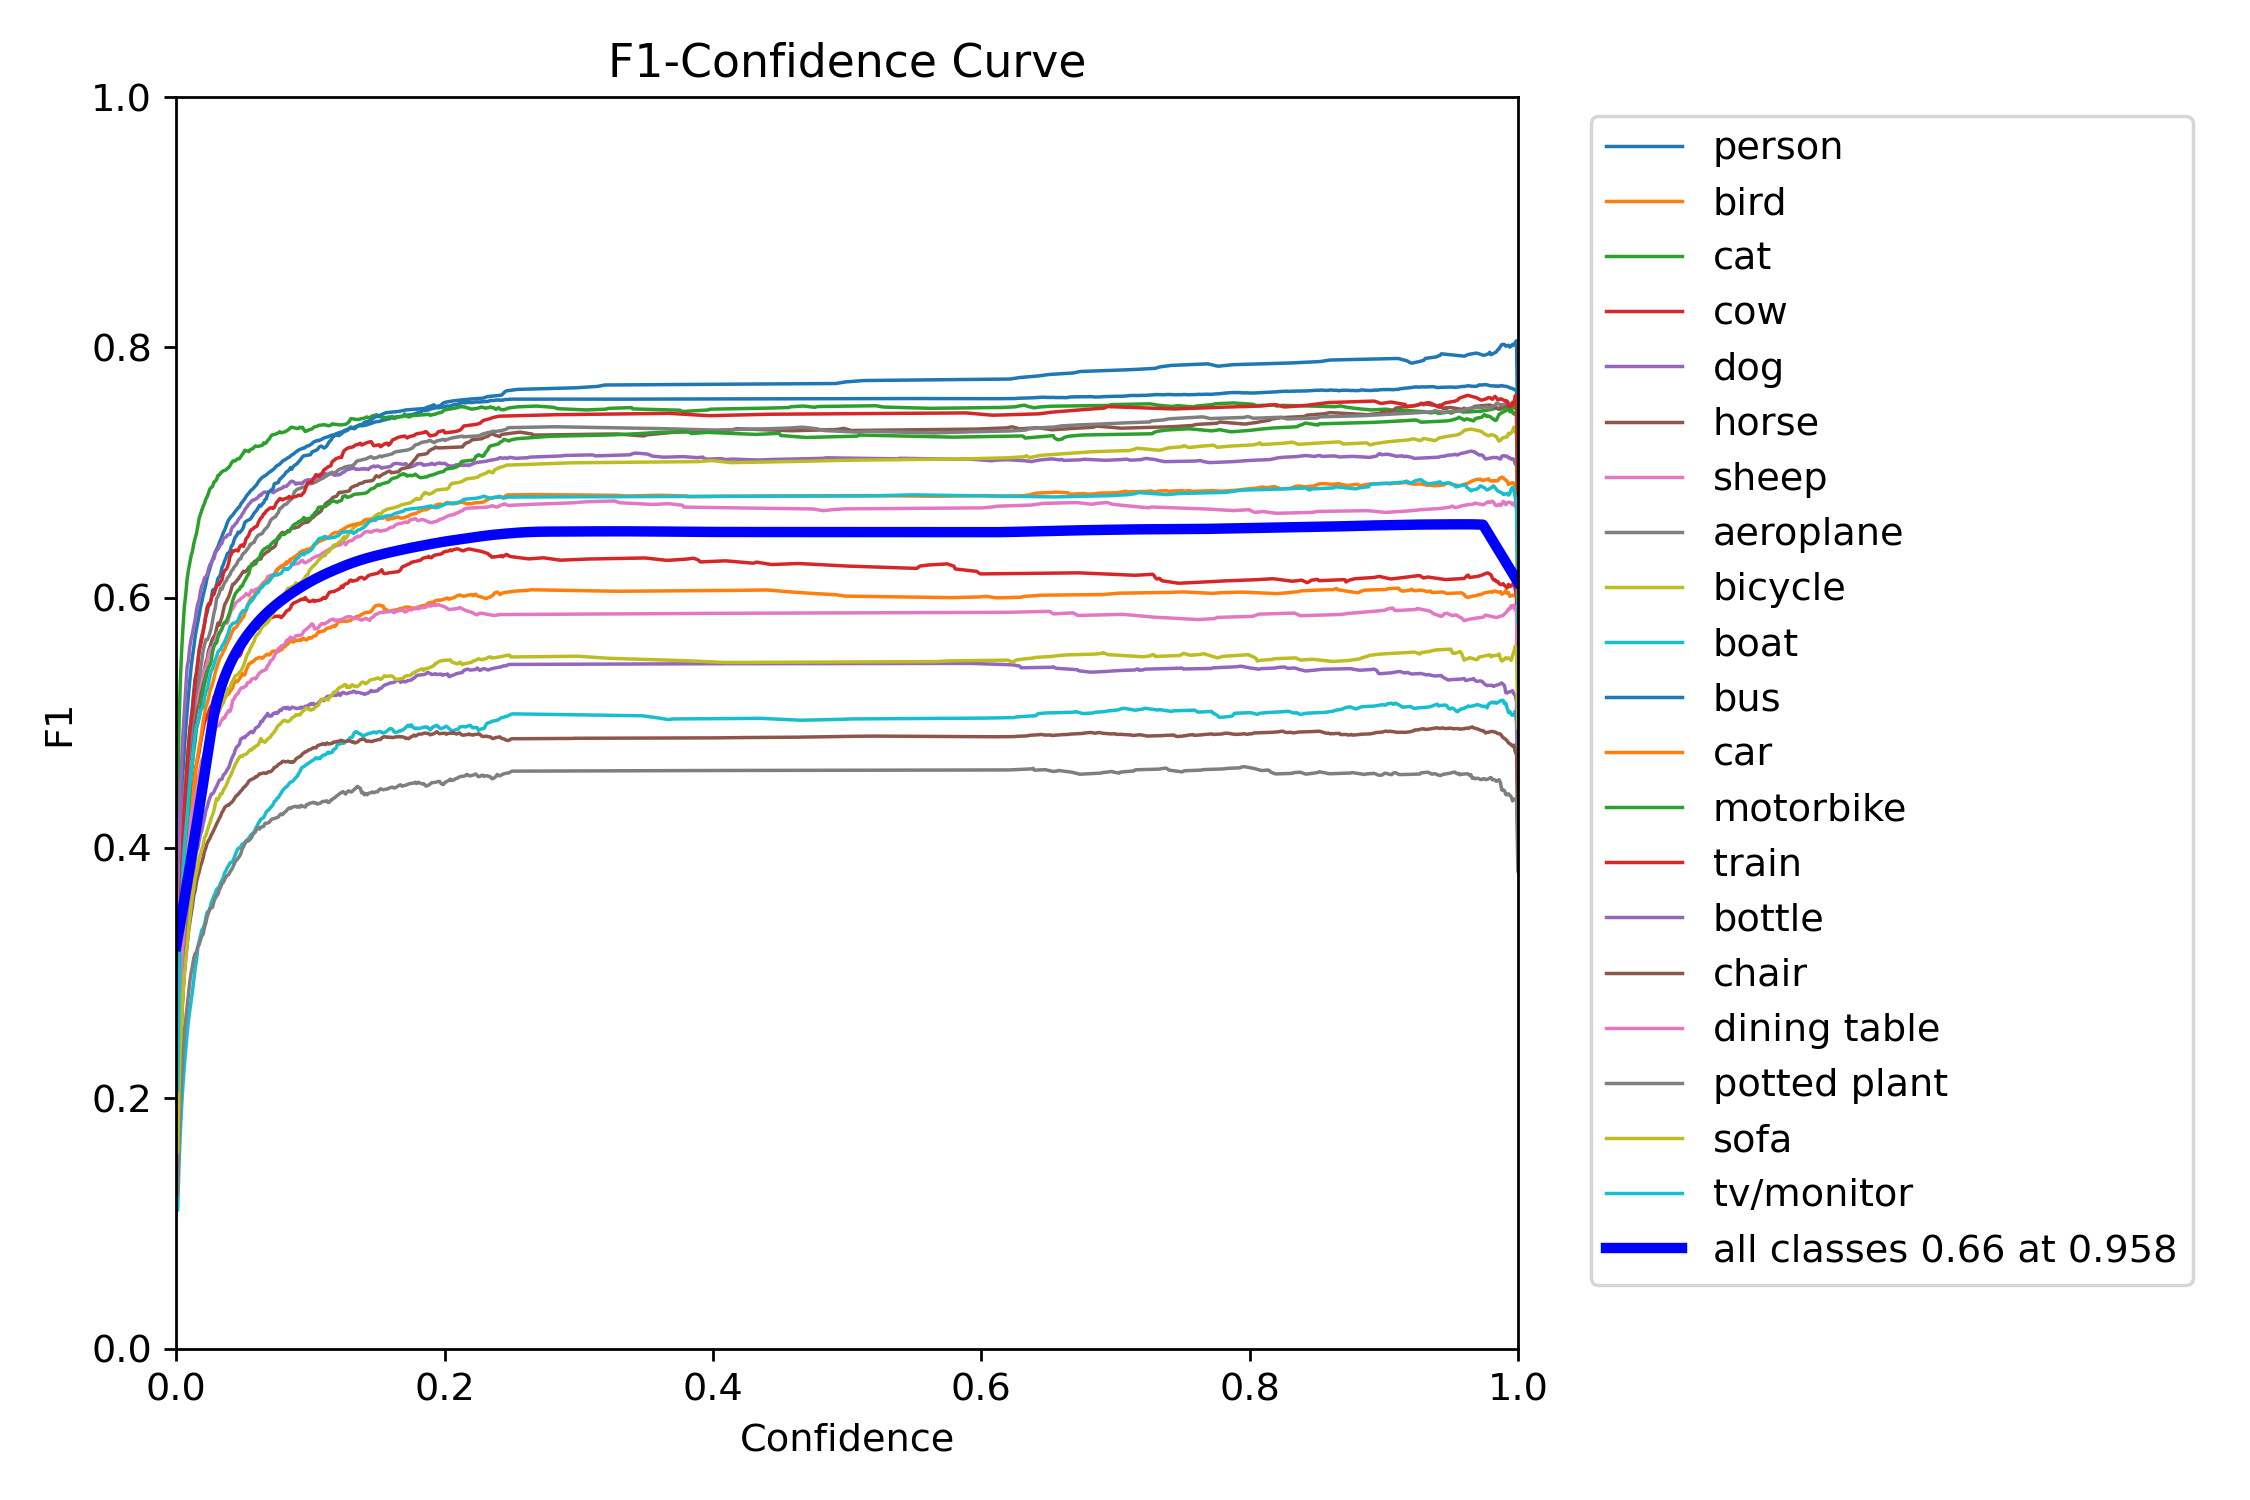 F1-Confidence Curve
1.0
0.8
0.6
0.4
0.2
0.0
F1
0.0 0.2 0.4 0.6 0.8 1.0
Confidence
person
bird
cat
cow
dog
horse
sheep
aeroplane
bicycle
boat
bus
car
motorbike
train
bottle
chair
dining table
potted plant
sofa
tv/monitor
all classes 0.66 at 0.958